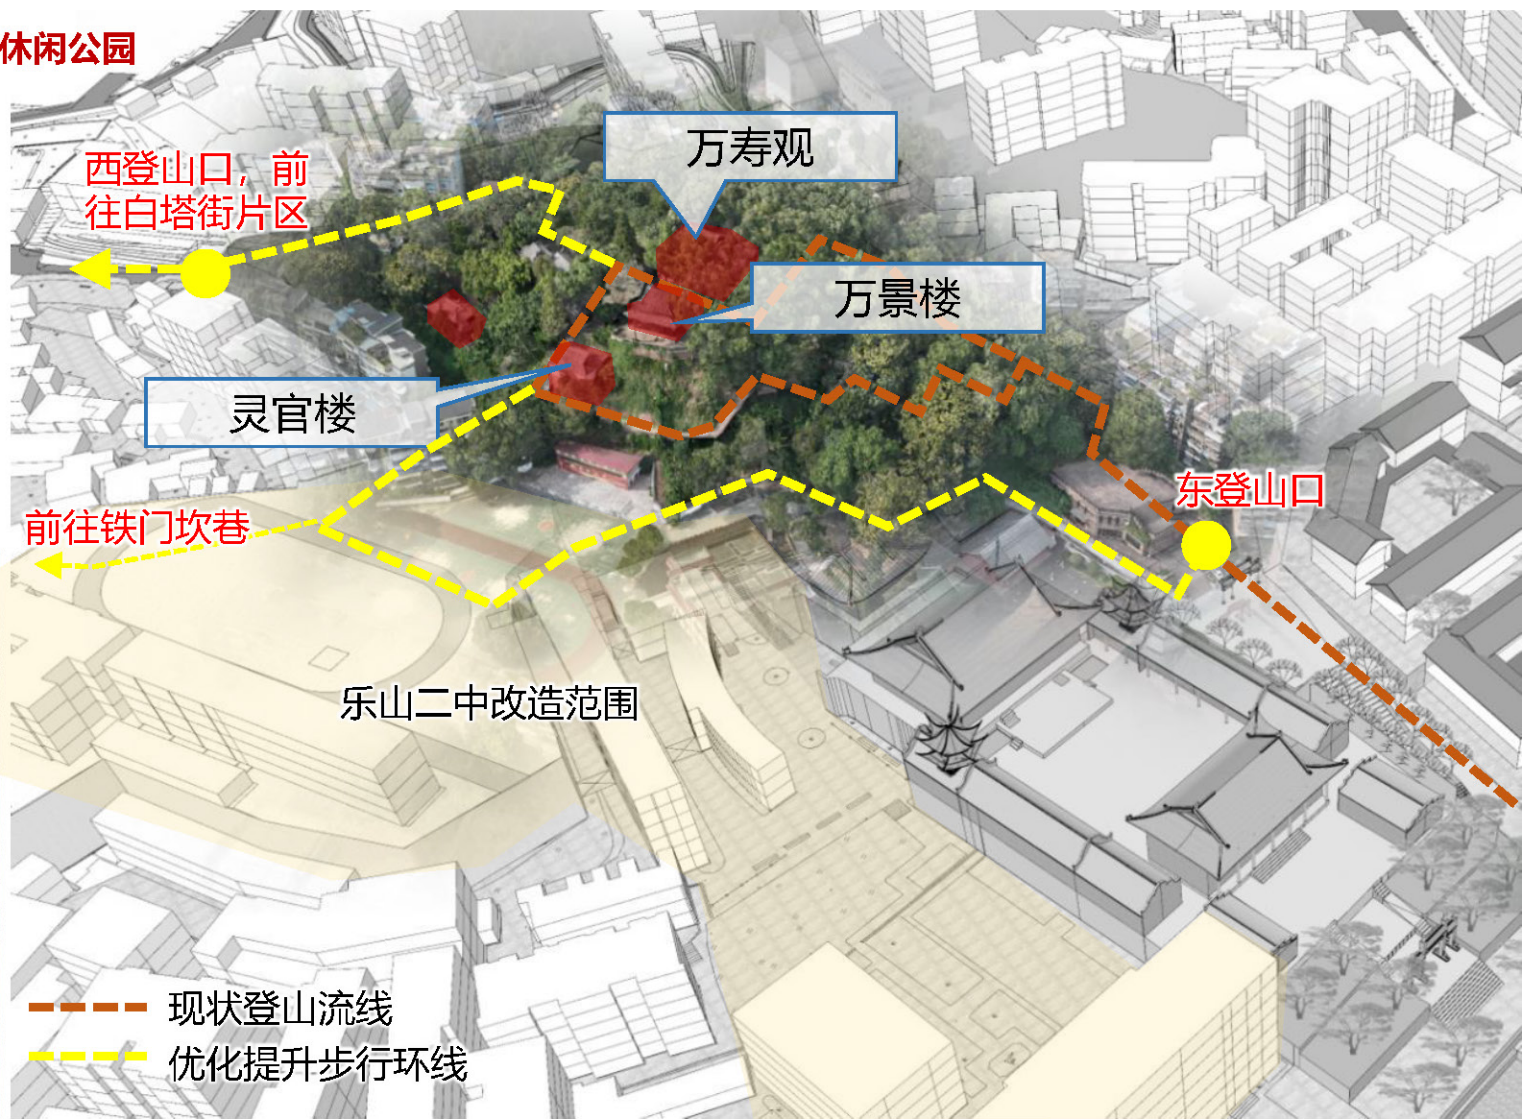 休闲公园
万寿观
西登山口，前
往白塔街片区
万景楼
灵官楼
东登山口
前往铁门坎巷
乐山二中改造范围
现状登山流线
优化提升步行环线